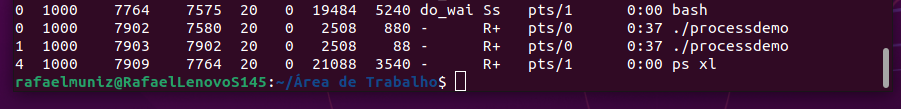 0 1000 7764 7575 20 0 19484 5240 do_wai Ss pts/1 0:00 bash
0 1000 7902 7580 20 0 2508 880 - R+ pts/0 0:37 ./processdemo
1 1000 7903 7902 20 0 2508 88 - R+ pts/0 0:37 ./processdemo
4 1000 7909 7764 20 0 21088 3540 - R+ pts/1 0:00 ps xl
rafaelmuniz@RafaelLenovoS145:~/Área de Trabalho$